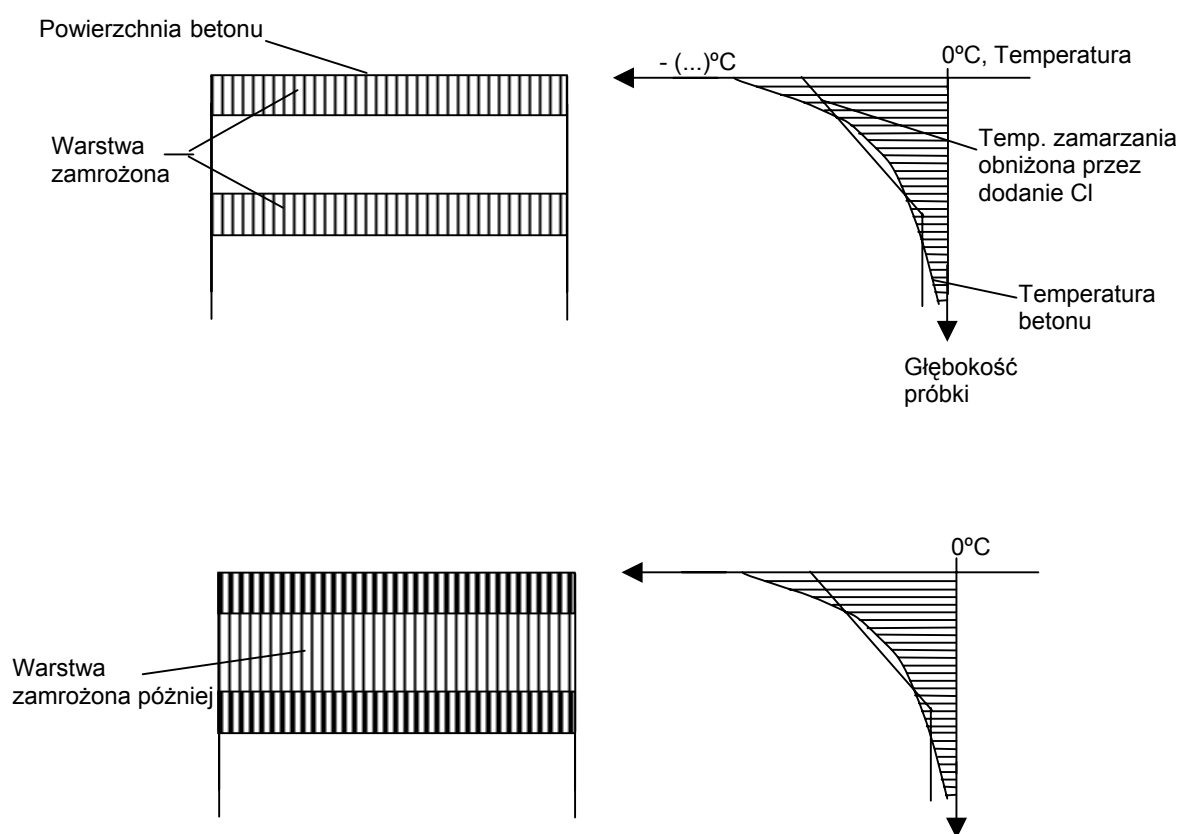 Powierzchnia betonu
Warstwa
zamrożona
- (...)ºC
0ºC, Temperatura
Temp. zamarzania
obniżona przez
dodanie Cl
Temperatura
betonu
Głębokość
próbki
Warstwa
zamrożona później
0ºC